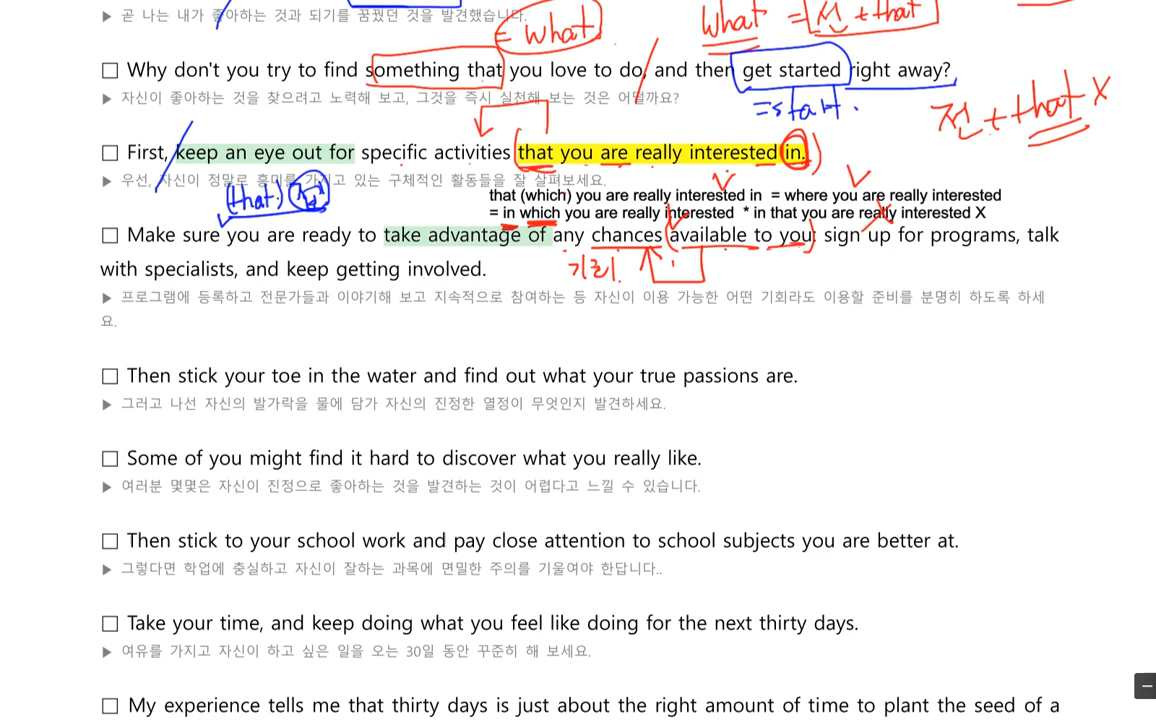 ▶ 곧 나는 내가 좋아하는 것과 되기를 꿈꿨던 것을 발견했습니다.
= what
what = 선 + that
□ Why don't you try to find something that you love to do, and then get started right away?
▶ 자신이 좋아하는 것을 찾으려고 노력해 보고, 그것을 즉시 실천해 보는 것은 어떨까요?
=start.
전 + that X
□ First, keep an eye out for specific activities that you are really interested in.
▶ 우선, 자신이 정말로 흥미를 가지고 있는 구체적인 활동들을 잘 살펴보세요.
that (which) you are really interested in = where you are really interested
(that:)
= in which you are really interested * in that you are really interested X
□ Make sure you are ready to take advantage of any chances available to you: sign up for programs, talk
with specialists, and keep getting involved.
기회
▶ 프로그램에 등록하고 전문가들과 이야기해 보고 지속적으로 참여하는 등 자신이 이용 가능한 어떤 기회라도 이용할 준비를 분명히 하도록 하세
요.
□ Then stick your toe in the water and find out what your true passions are.
▶ 그러고 나선 자신의 발가락을 물에 담가 자신의 진정한 열정이 무엇인지 발견하세요.
□ Some of you might find it hard to discover what you really like.
▶ 여러분 몇몇은 자신이 진정으로 좋아하는 것을 발견하는 것이 어렵다고 느낄 수 있습니다.
□ Then stick to your school work and pay close attention to school subjects you are better at.
▶ 그렇다면 학업에 충실하고 자신이 잘하는 과목에 면밀한 주의를 기울여야 한답니다..
□ Take your time, and keep doing what you feel like doing for the next thirty days.
▶ 여유를 가지고 자신이 하고 싶은 일을 오는 30일 동안 꾸준히 해 보세요.
□ My experience tells me that thirty days is just about the right amount of time to plant the seed of a